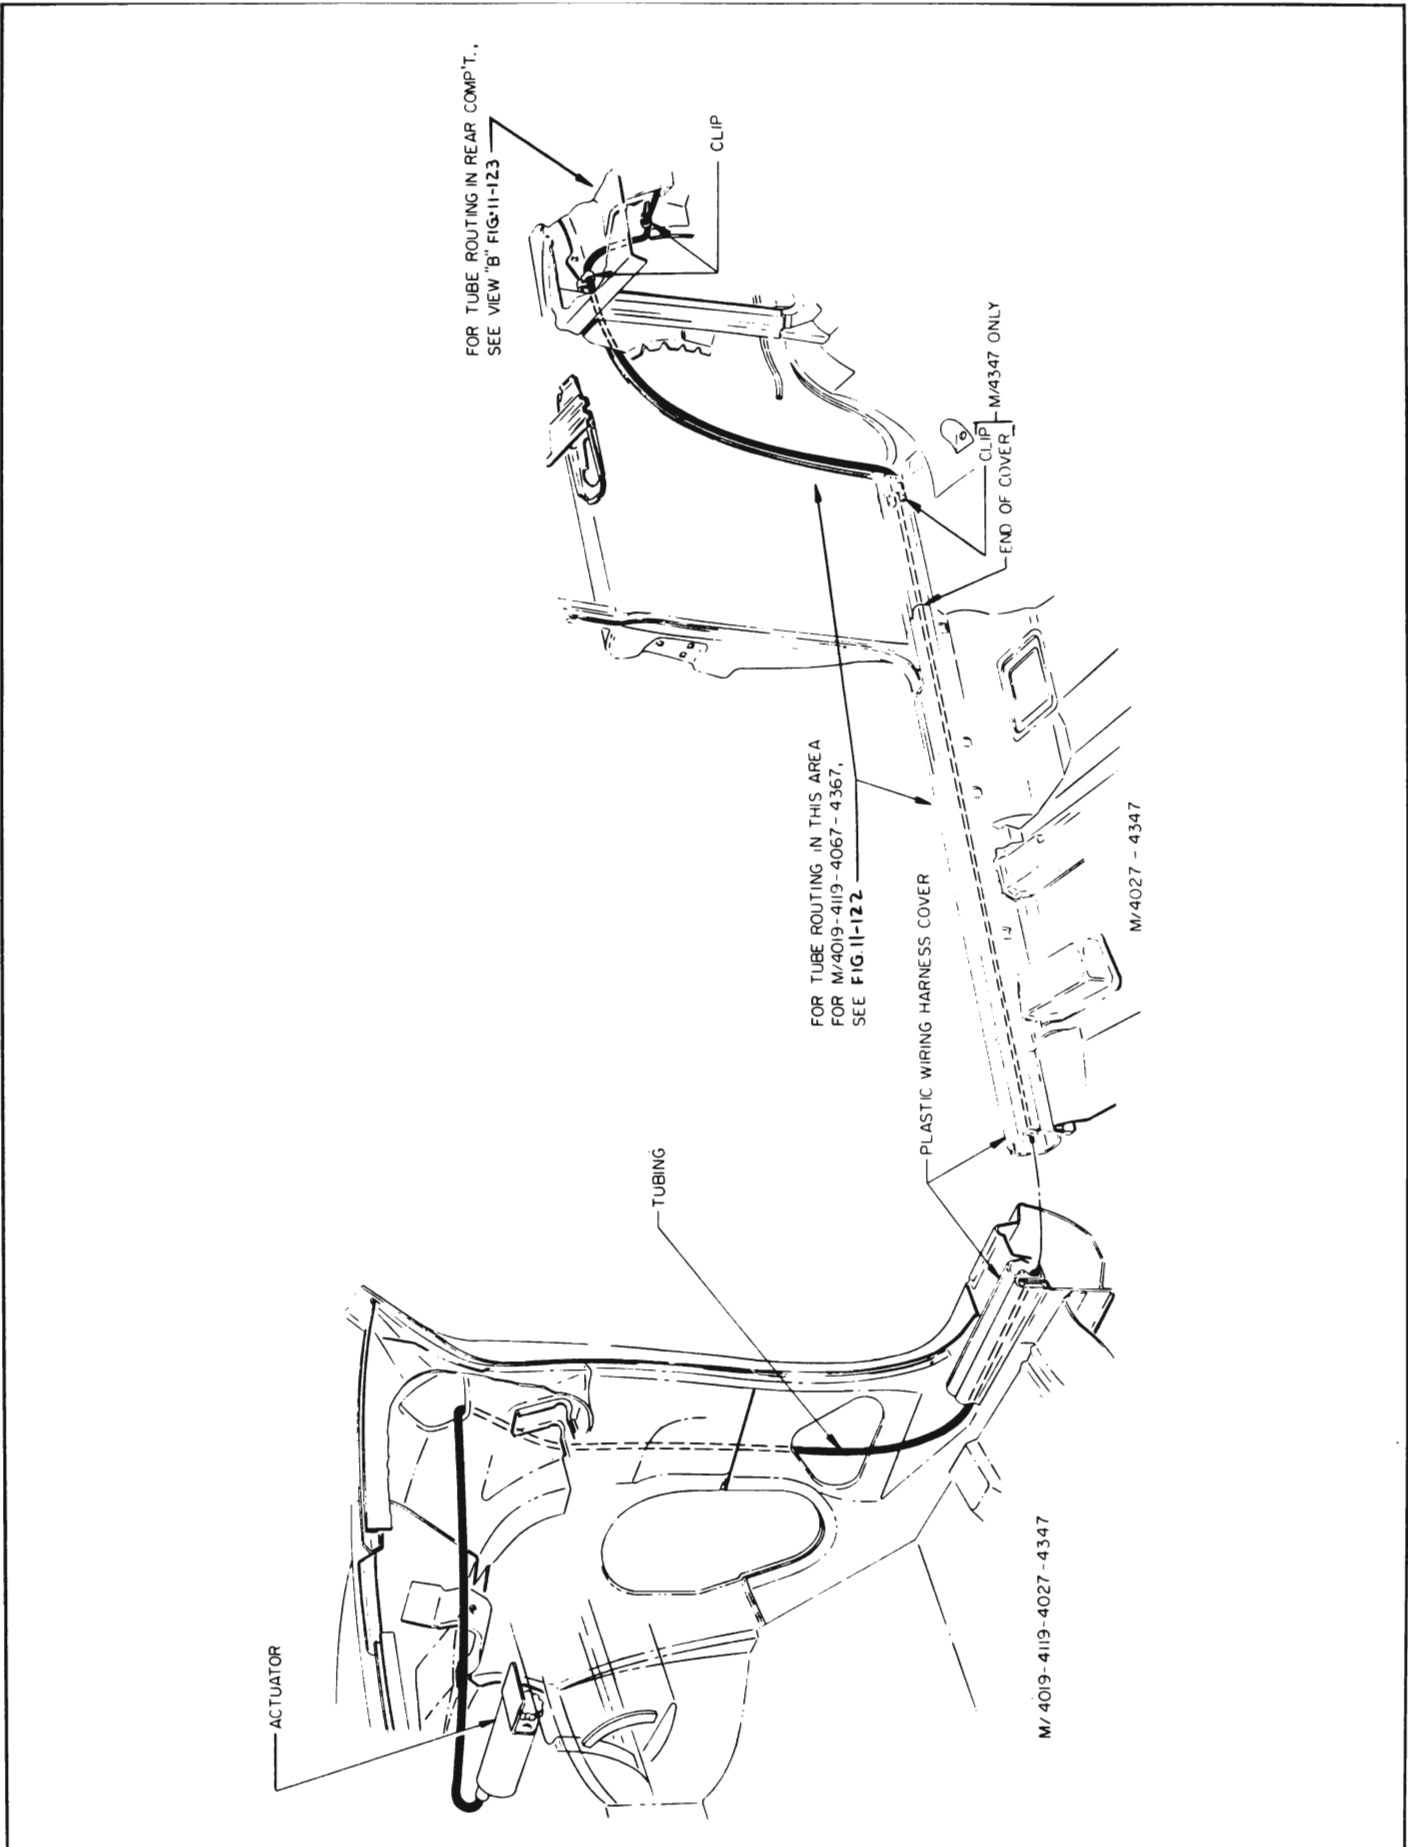 FOR TUBE ROUTING IN REAR COMP'T.,
SEE VIEW "B" FIG. 11-123
CLIP
M/4347 ONLY
CLIP
END OF COVER
FOR TUBE ROUTING IN THIS AREA
FOR M/4019-4119-4067-4367,
SEE FIG. 11-122
PLASTIC WIRING HARNESS COVER
M/4027-4347
TUBING
ACTUATOR
M/4019-4119-4027-4347